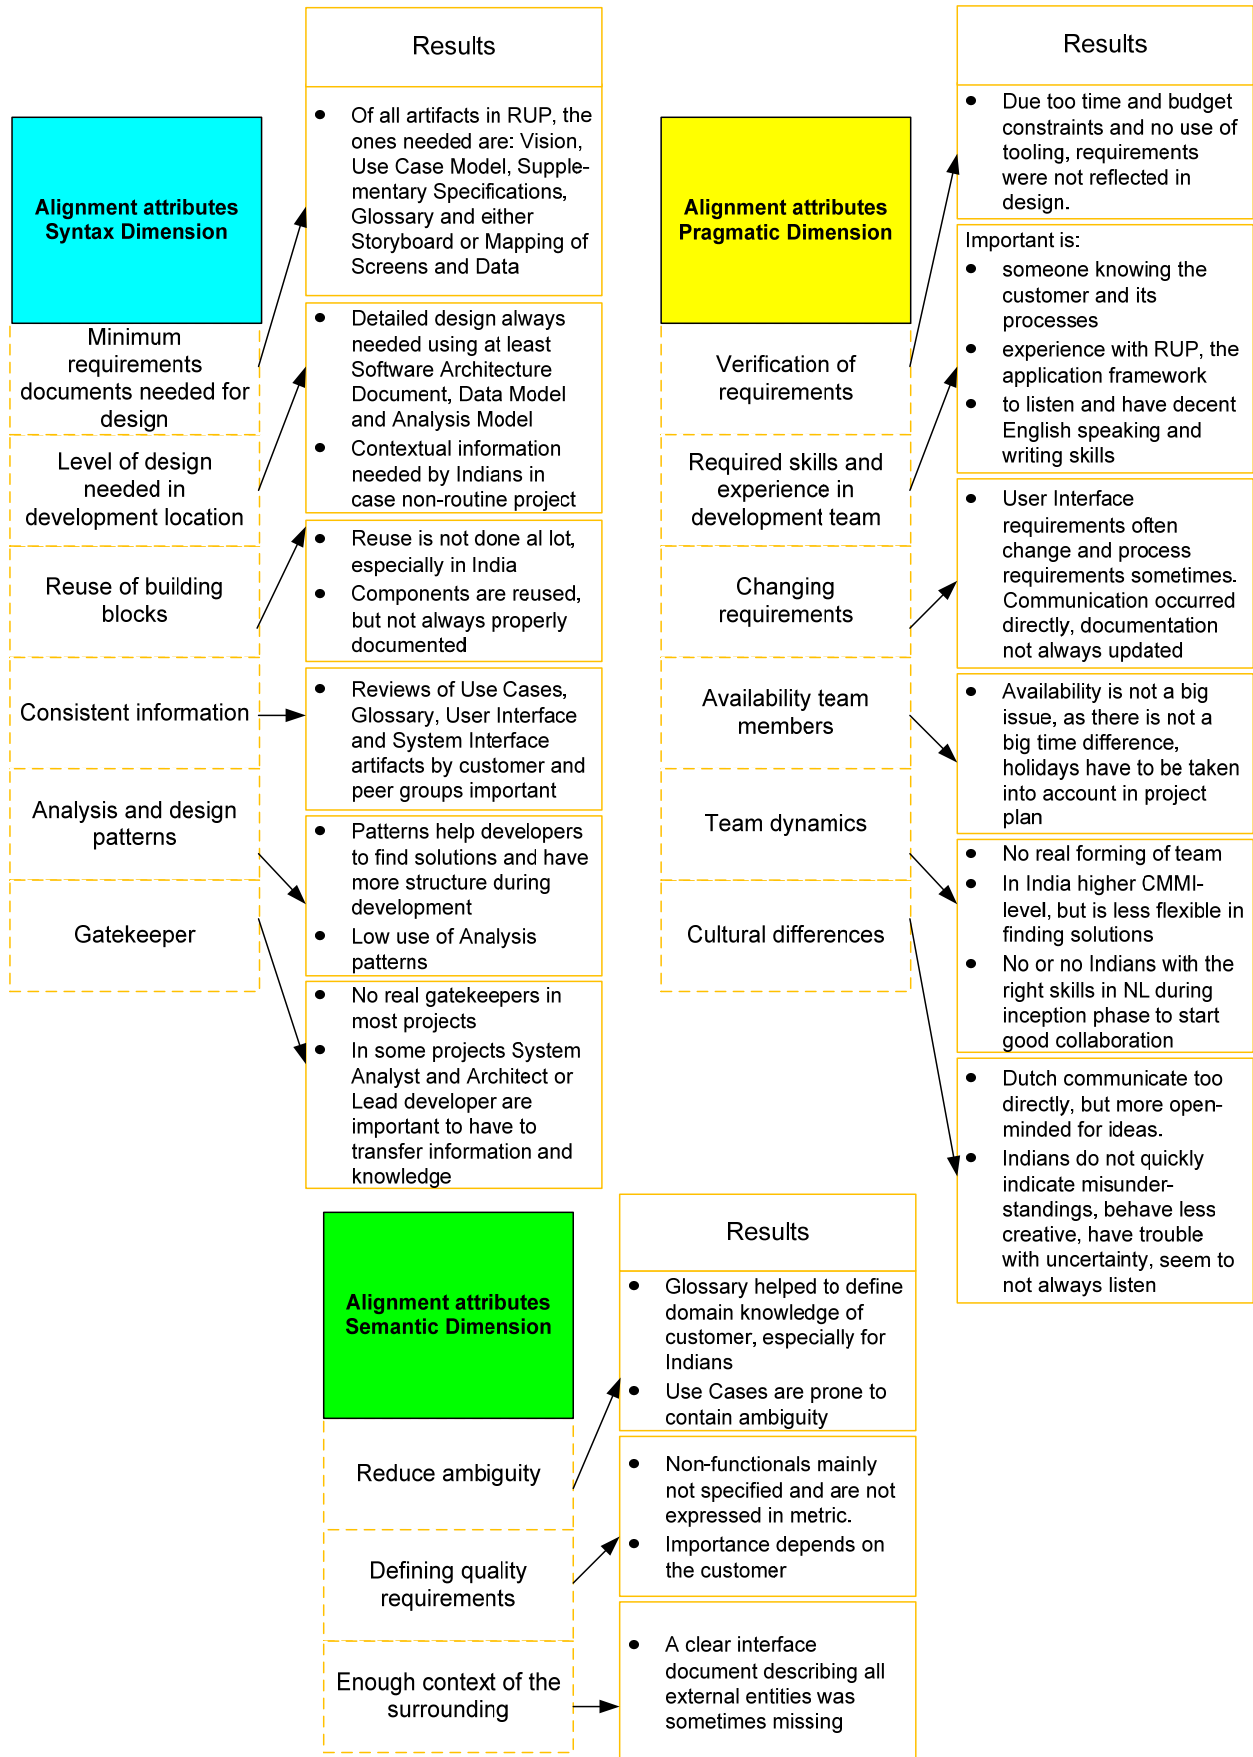 Alignment attributes
Syntax Dimension
Minimum
requirements
documents needed for
design
Level of design
needed in
development location
Reuse of building
blocks
Consistent information
Analysis and design
patterns
Gatekeeper
Results
• Of all artifacts in RUP, the
ones needed are: Vision,
Use Case Model, Supple-
mentary Specifications,
Glossary and either
Storyboard or Mapping of
Screens and Data
• Detailed design always
needed using at least
Software Architecture
Document, Data Model
and Analysis Model
• Contextual information
needed by Indians in
case non-routine project
• Reuse is not done al lot,
especially in India
• Components are reused,
but not always properly
documented
• Reviews of Use Cases,
Glossary, User Interface
and System Interface
artifacts by customer and
peer groups important
• Patterns help developers
to find solutions and have
more structure during
development
• Low use of Analysis
patterns
• No real gatekeepers in
most projects
• In some projects System
Analyst and Architect or
Lead developer are
important to have to
transfer information and
knowledge
Alignment attributes
Pragmatic Dimension
Verification of
requirements
Required skills and
experience in
development team
Changing
requirements
Availability team
members
Team dynamics
Cultural differences
Results
• Due too time and budget
constraints and no use of
tooling, requirements
were not reflected in
design.
Important is:
• someone knowing the
customer and its
processes
• experience with RUP, the
application framework
• to listen and have decent
English speaking and
writing skills
• User Interface
requirements often
change and process
requirements sometimes.
Communication occurred
directly, documentation
not always updated
• Availability is not a big
issue, as there is not a
big time difference,
holidays have to be taken
into account in project
plan
• No real forming of team
• In India higher CMMI-
level, but is less flexible in
finding solutions
• No or no Indians with the
right skills in NL during
inception phase to start
good collaboration
• Dutch communicate too
directly, but more open-
minded for ideas.
• Indians do not quickly
indicate misunder-
standings, behave less
creative, have trouble
with uncertainty, seem to
not always listen
Alignment attributes
Semantic Dimension
Reduce ambiguity
Defining quality
requirements
Enough context of the
surrounding
Results
• Glossary helped to define
domain knowledge of
customer, especially for
Indians
• Use Cases are prone to
contain ambiguity
• Non-functionals mainly
not specified and are not
expressed in metric.
• Importance depends on
the customer
• A clear interface
document describing all
external entities was
sometimes missing